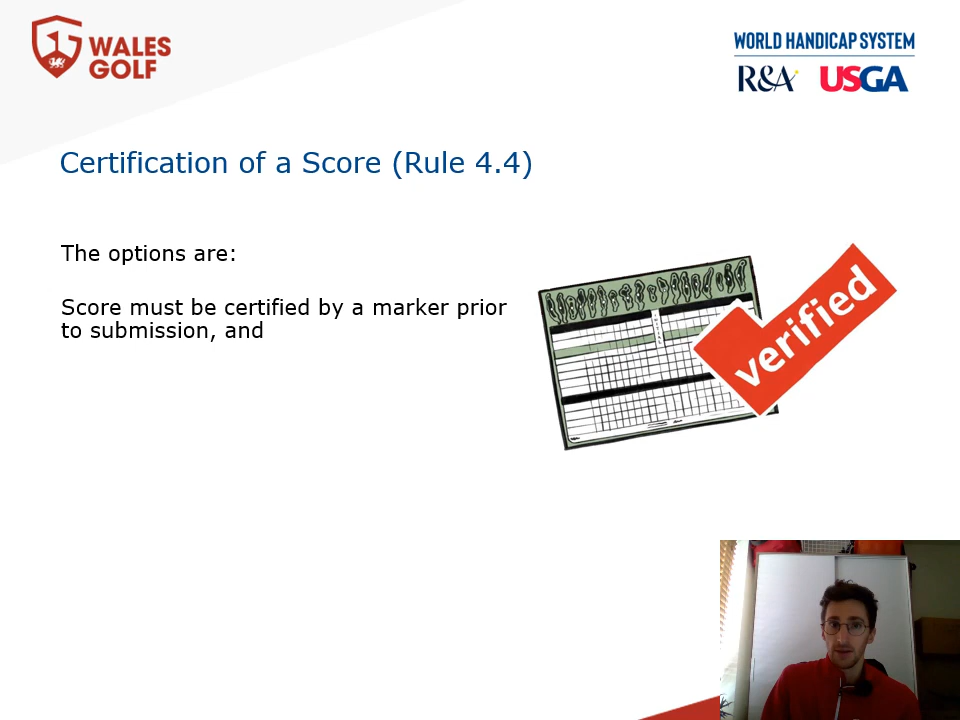 WALES
GOLF
WORLD HANDICAP SYSTEM
R&A USGA
Certification of a Score (Rule 4.4)
The options are:
Score must be certified by a marker prior
to submission, and
verified